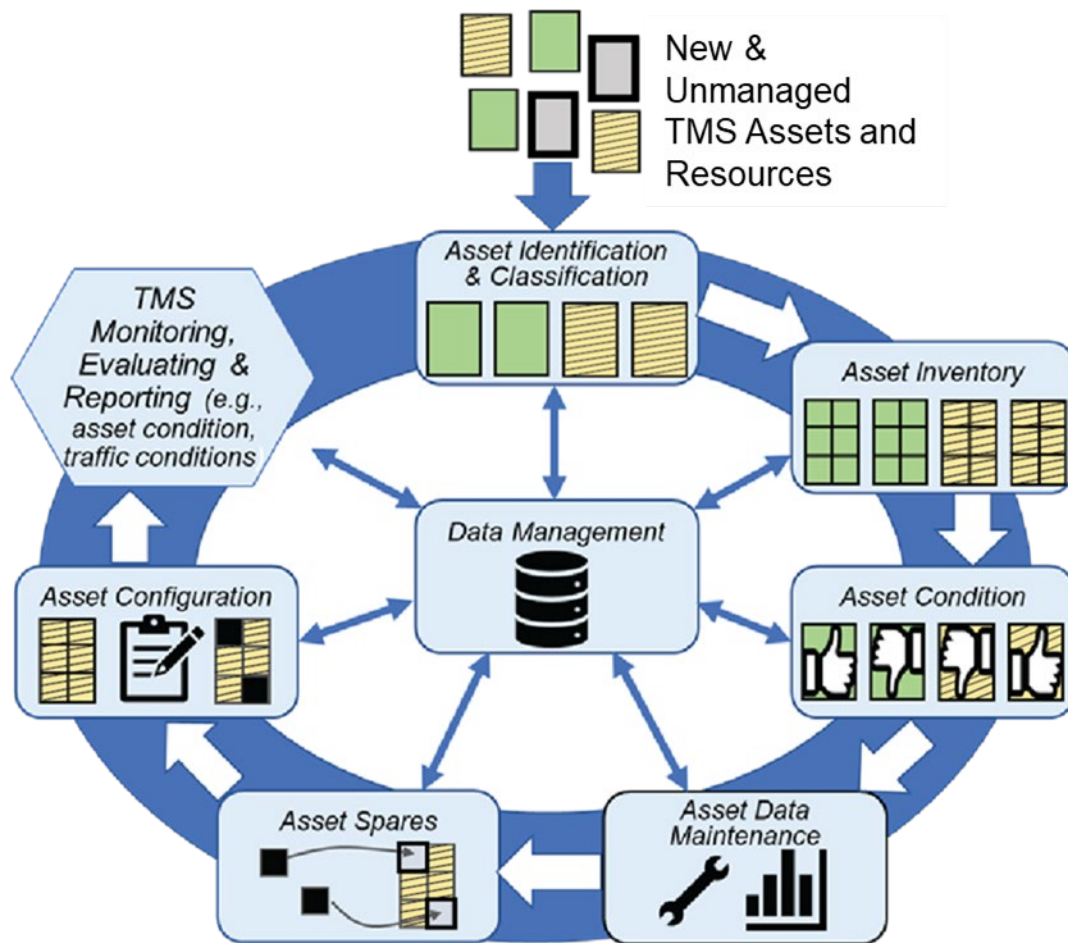 New &
Unmanaged
TMS Assets and
Resources
Asset Identification
& Classification
TMS
Monitoring,
Evaluating &
Reporting (e.g.,
asset condition,
traffic conditions)
Asset Inventory
Data Management
Asset Configuration
Asset Condition
Asset Spares
Asset Data
Maintenance